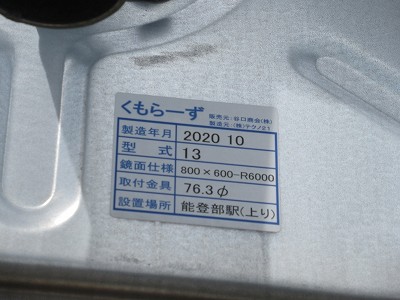 くもらーず 販売元:谷口商会(株)
製造元:(株)テクノ21
製造年月 2020 10
型式 13
鏡面仕様 800×600-R6000
取付金具 76.3φ
設置場所 能登部駅(上り)